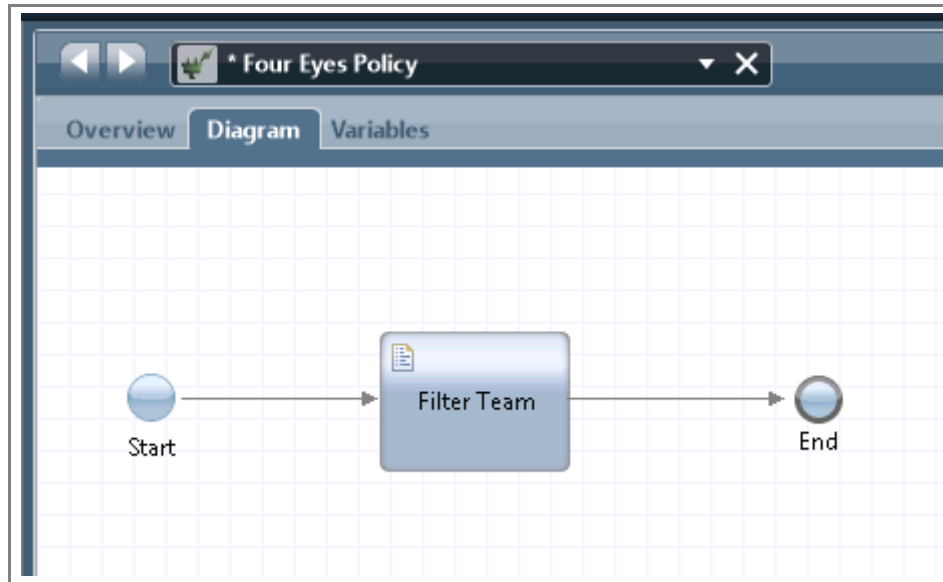 * Four Eyes Policy
Overview Diagram Variables
Filter Team
Start
End